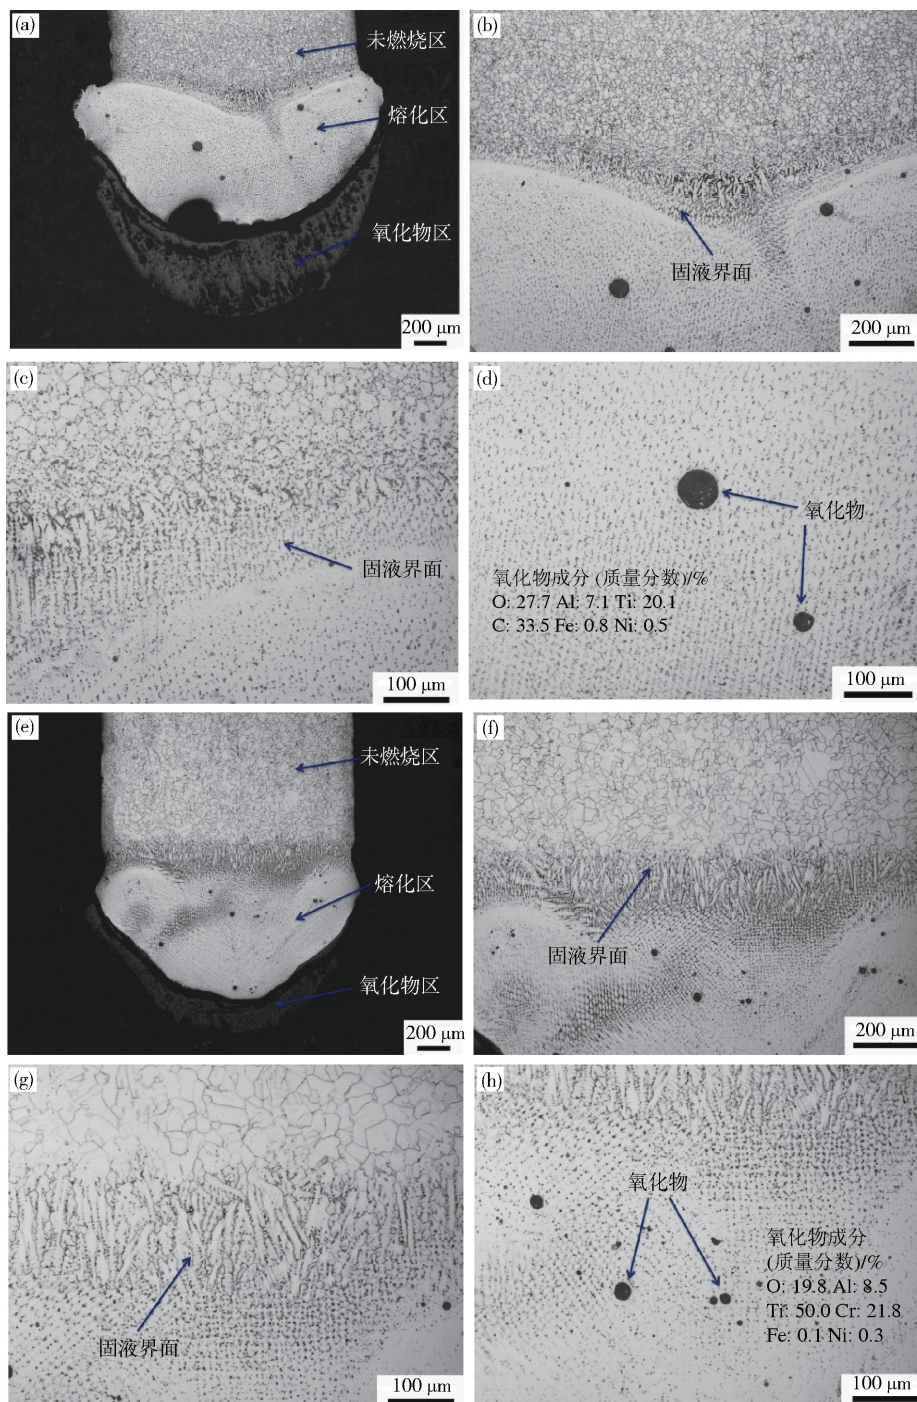 (a)
未燃烧区
熔化区
氧化物区
200 μm
(b)
固液界面
200 μm
(c)
固液界面
100 μm
(d)
氧化物
氧化物成分 (质量分数)/%
O: 27.7 Al: 7.1 Ti: 20.1
C: 33.5 Fe: 0.8 Ni: 0.5
100 μm
(e)
未燃烧区
熔化区
氧化物区
200 μm
(f)
固液界面
200 μm
(g)
固液界面
100 μm
(h)
氧化物
氧化物成分
(质量分数)/%
O: 19.8 Al: 8.5
Ti: 50.0 Cr: 21.8
Fe: 0.1 Ni: 0.3
100 μm